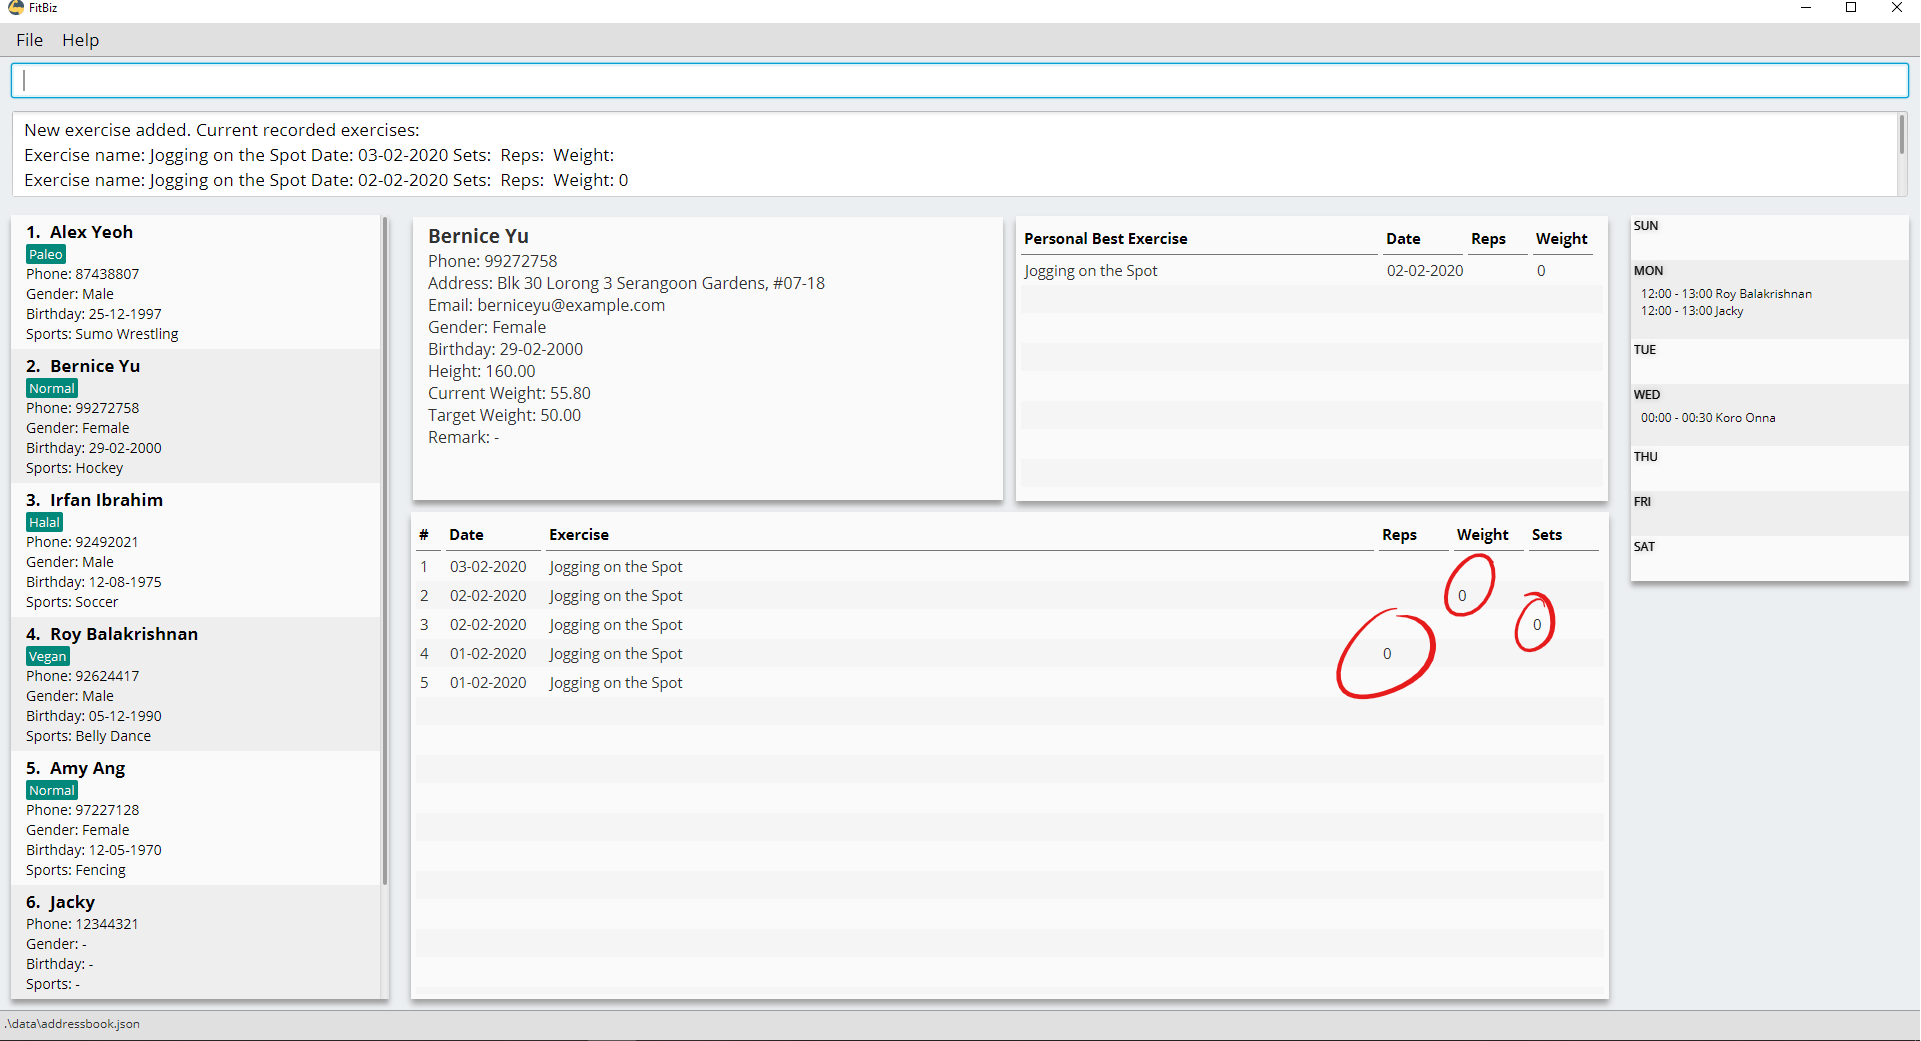 FitBiz
File Help
New exercise added. Current recorded exercises:
Exercise name: Jogging on the Spot Date: 03-02-2020 Sets: Reps: Weight:
Exercise name: Jogging on the Spot Date: 02-02-2020 Sets: Reps: Weight: 0
1. Alex Yeoh
Paleo
Phone: 87438807
Gender: Male
Birthday: 25-12-1997
Sports: Sumo Wrestling
2. Bernice Yu
Normal
Phone: 99272758
Gender: Female
Birthday: 29-02-2000
Sports: Hockey
3. Irfan Ibrahim
Halal
Phone: 92492021
Gender: Male
Birthday: 12-08-1975
Sports: Soccer
4. Roy Balakrishnan
Vegan
Phone: 92624417
Gender: Male
Birthday: 05-12-1990
Sports: Belly Dance
5. Amy Ang
Normal
Phone: 97227128
Gender: Female
Birthday: 12-05-1970
Sports: Fencing
6. Jacky
Phone: 12344321
Gender: -
Birthday: -
Sports: -
Bernice Yu
Phone: 99272758
Address: Blk 30 Lorong 3 Serangoon Gardens, #07-18
Email: berniceyu@example.com
Gender: Female
Birthday: 29-02-2000
Height: 160.00
Current Weight: 55.80
Target Weight: 50.00
Remark: -
Personal Best Exercise Date Reps Weight
Jogging on the Spot 02-02-2020 0
# Date Exercise Reps Weight Sets
1 03-02-2020 Jogging on the Spot
2 02-02-2020 Jogging on the Spot 0
3 02-02-2020 Jogging on the Spot 0
4 01-02-2020 Jogging on the Spot 0
5 01-02-2020 Jogging on the Spot
SUN
MON
12:00 - 13:00 Roy Balakrishnan
12:00 - 13:00 Jacky
TUE
WED
00:00 - 00:30 Koro Onna
THU
FRI
SAT
.\data\addressbook.json